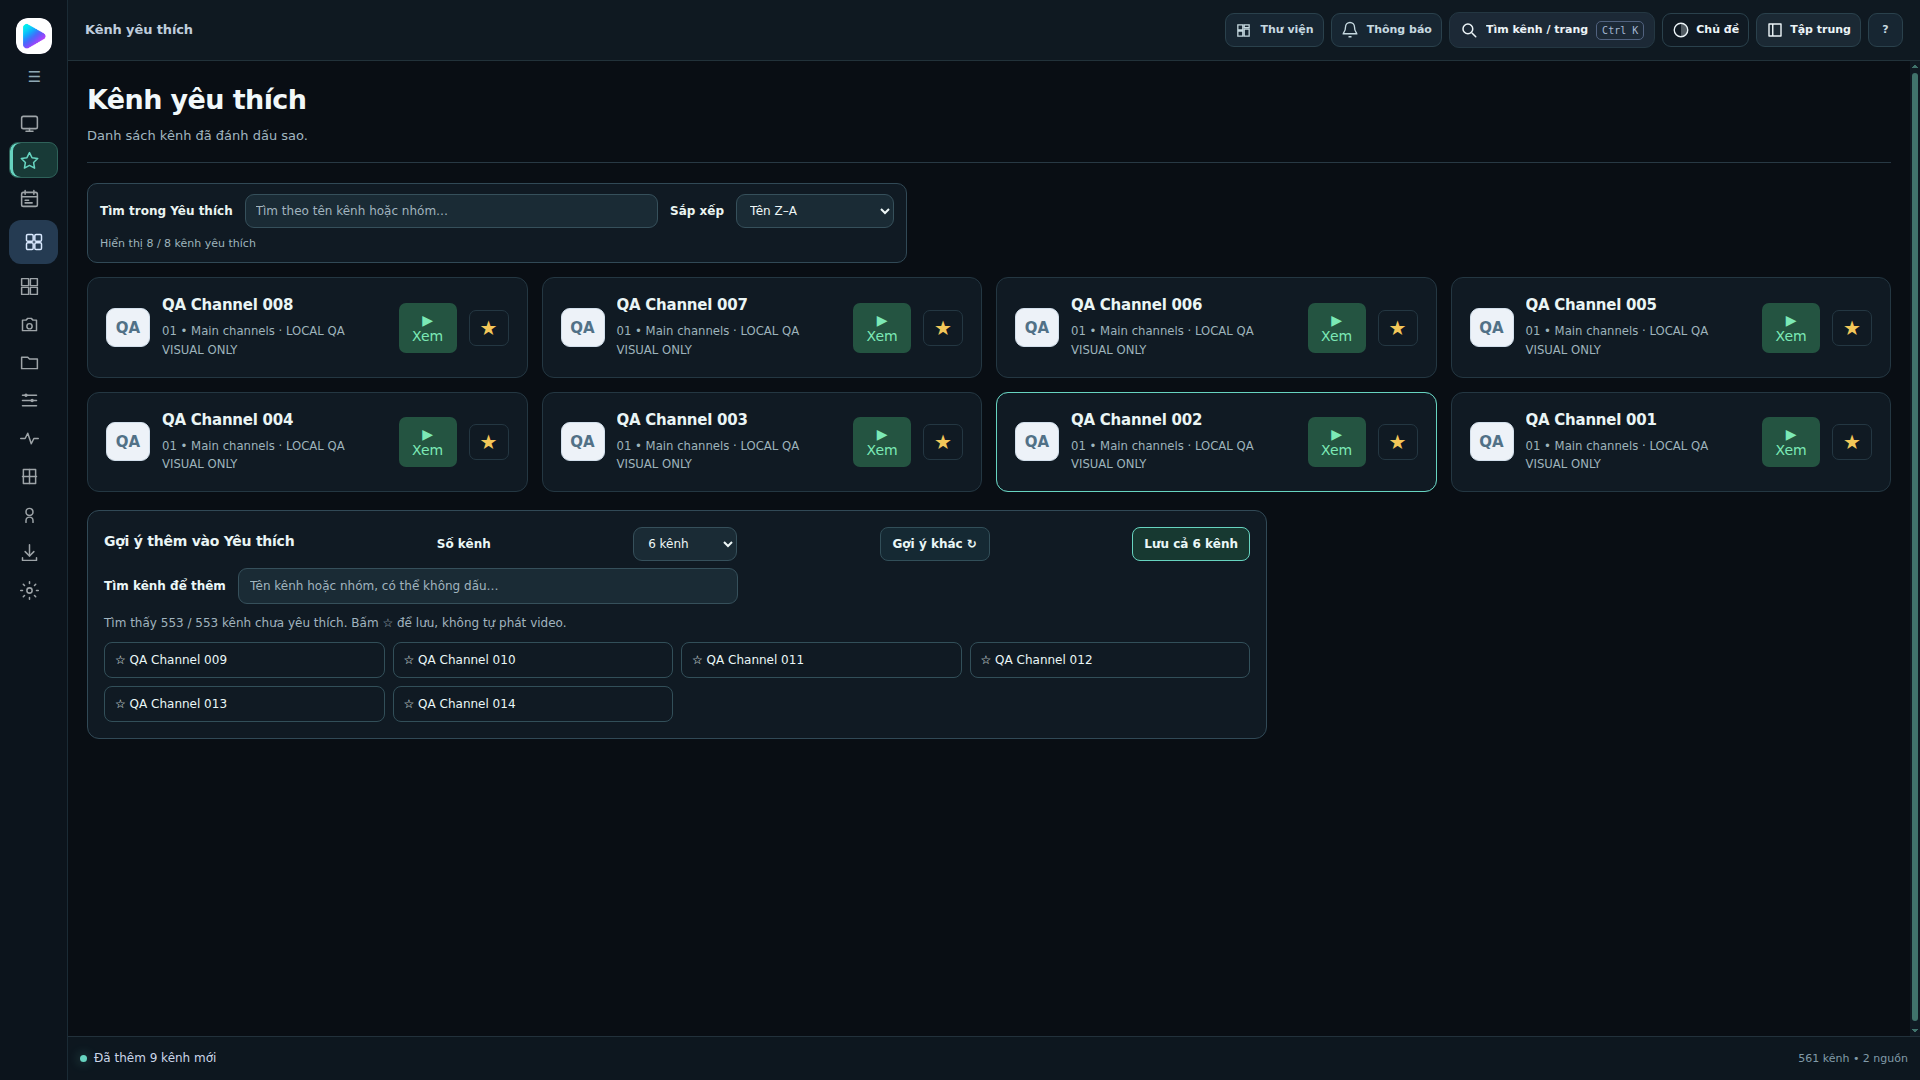 Kênh yêu thích
Thư viện
Thông báo
Tìm kênh / trang Ctrl K
Chủ đề
Tập trung
?
Kênh yêu thích
Danh sách kênh đã đánh dấu sao.
Tìm trong Yêu thích Tìm theo tên kênh hoặc nhóm... Sắp xếp Tên Z–A
Hiển thị 8 / 8 kênh yêu thích
QA
QA Channel 008
01 • Main channels · LOCAL QA
VISUAL ONLY
▶
Xem
★
QA
QA Channel 007
01 • Main channels · LOCAL QA
VISUAL ONLY
▶
Xem
★
QA
QA Channel 006
01 • Main channels · LOCAL QA
VISUAL ONLY
▶
Xem
★
QA
QA Channel 005
01 • Main channels · LOCAL QA
VISUAL ONLY
▶
Xem
★
QA
QA Channel 004
01 • Main channels · LOCAL QA
VISUAL ONLY
▶
Xem
★
QA
QA Channel 003
01 • Main channels · LOCAL QA
VISUAL ONLY
▶
Xem
★
QA
QA Channel 002
01 • Main channels · LOCAL QA
VISUAL ONLY
▶
Xem
★
QA
QA Channel 001
01 • Main channels · LOCAL QA
VISUAL ONLY
▶
Xem
★
Gợi ý thêm vào Yêu thích Số kênh 6 kênh Gợi ý khác ↻ Lưu cả 6 kênh
Tìm kênh để thêm Tên kênh hoặc nhóm, có thể không dấu...
Tìm thấy 553 / 553 kênh chưa yêu thích. Bấm ☆ để lưu, không tự phát video.
☆ QA Channel 009
☆ QA Channel 010
☆ QA Channel 011
☆ QA Channel 012
☆ QA Channel 013
☆ QA Channel 014
Đã thêm 9 kênh mới
561 kênh • 2 nguồn